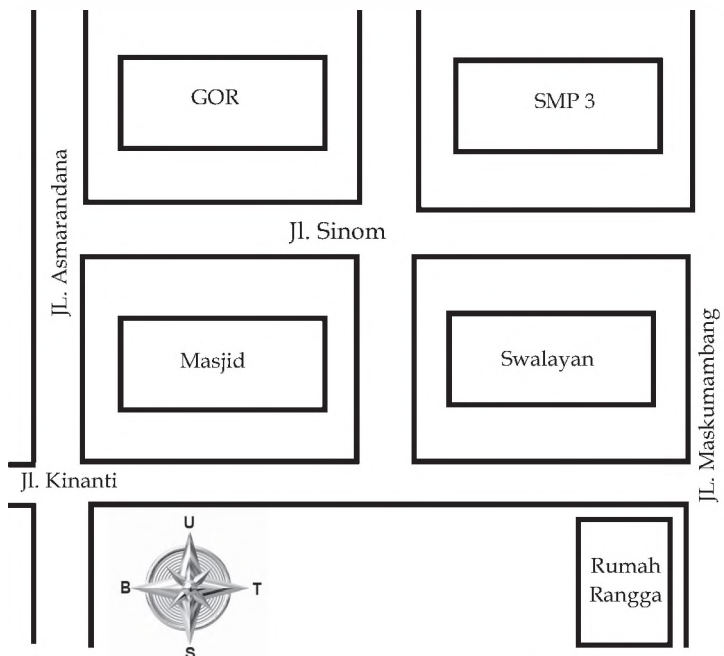 GOR
SMP 3
JL. Asmarandana
Jl. Sinom
Masjid
Swalayan
JL. Maskumambang
Jl. Kinanti
U
B
T
S
Rumah
Rangga